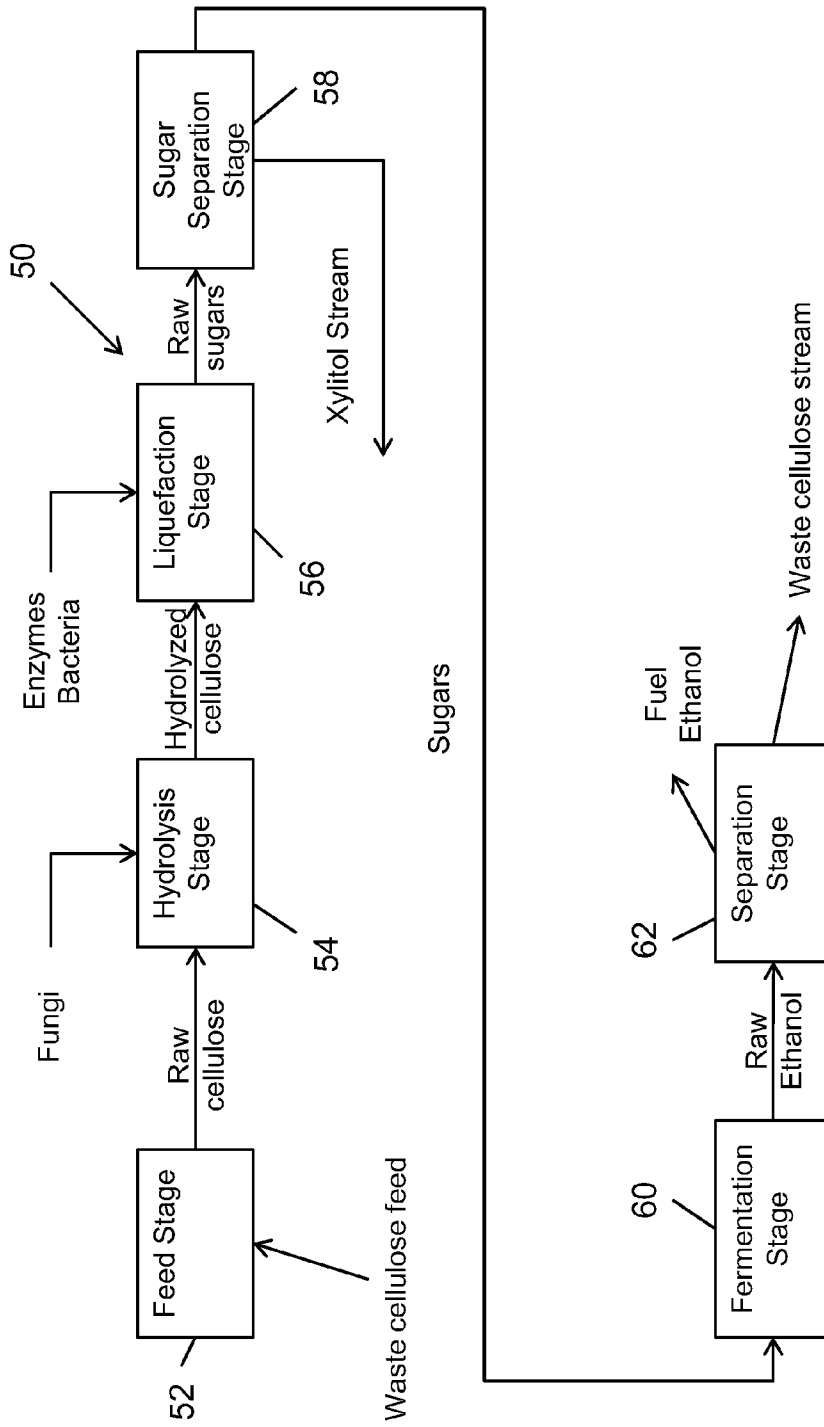 50
Fungi
Enzymes
Bacteria
Feed Stage
52
Waste cellulose feed
Raw
cellulose
Hydrolysis
Stage
54
Hydrolyzed
cellulose
Liquefaction
Stage
56
Raw
sugars
Sugar
Separation
Stage
58
Xylitol Stream
Sugars
60
Fermentation
Stage
Raw
Ethanol
62
Separation
Stage
Fuel
Ethanol
Waste cellulose stream